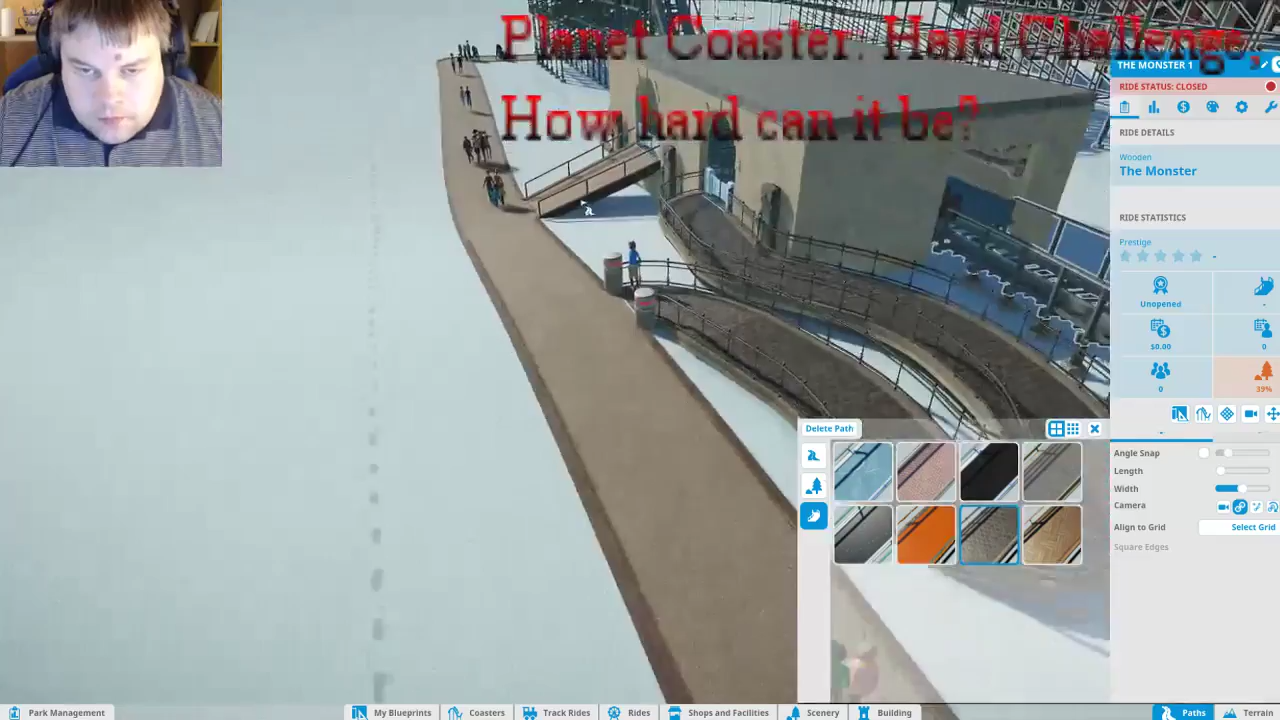 Planet Coaster: Hard Challenge
How hard can it be?
THE MONSTER 1
RIDE STATUS: CLOSED
RIDE DETAILS
Wooden
The Monster
RIDE STATISTICS
Prestige
-
Unopened
-
$0.00
0
0
39%
-
-
Delete Path
Angle Snap
Length
Width
Camera
Align to Grid
Select Grid
Square Edges
Park Management
My Blueprints
Coasters
Track Rides
Rides
Shops and Facilities
Scenery
Building
Paths
Terrain